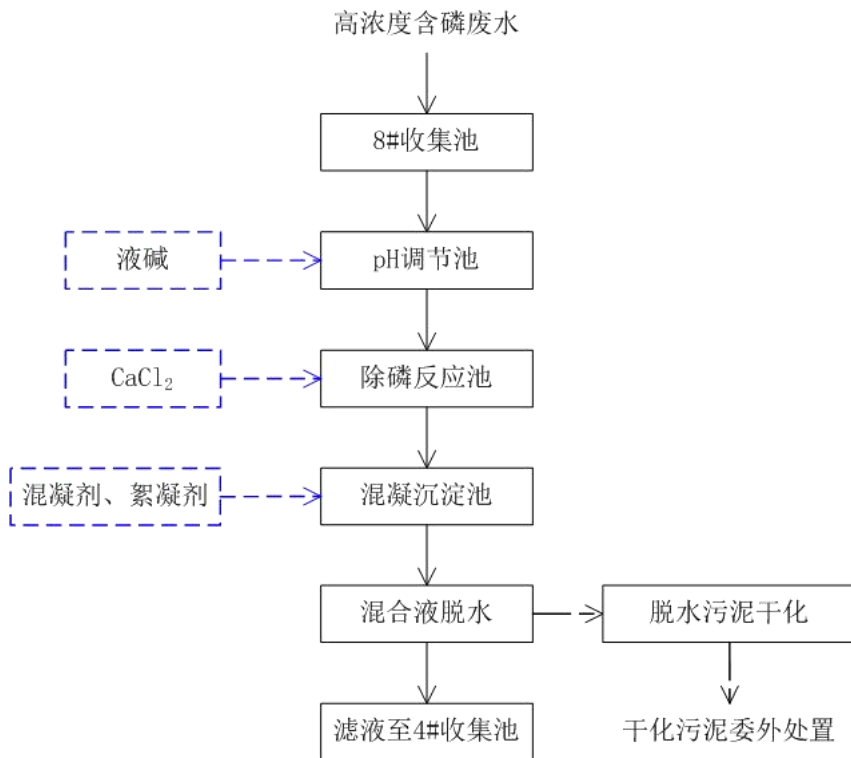 高浓度含磷废水
8#收集池
液碱
pH调节池
CaCl₂
除磷反应池
混凝剂、絮凝剂
混凝沉淀池
混合液脱水
脱水污泥干化
滤液至4#收集池
干化污泥委外处置